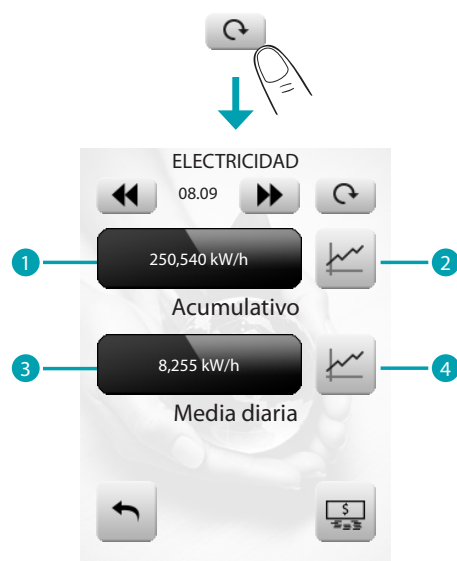 ELECTRICIDAD
08.09
1
250,540 kW/h
2
Acumulativo
3
8,255 kW/h
4
Media diaria
$